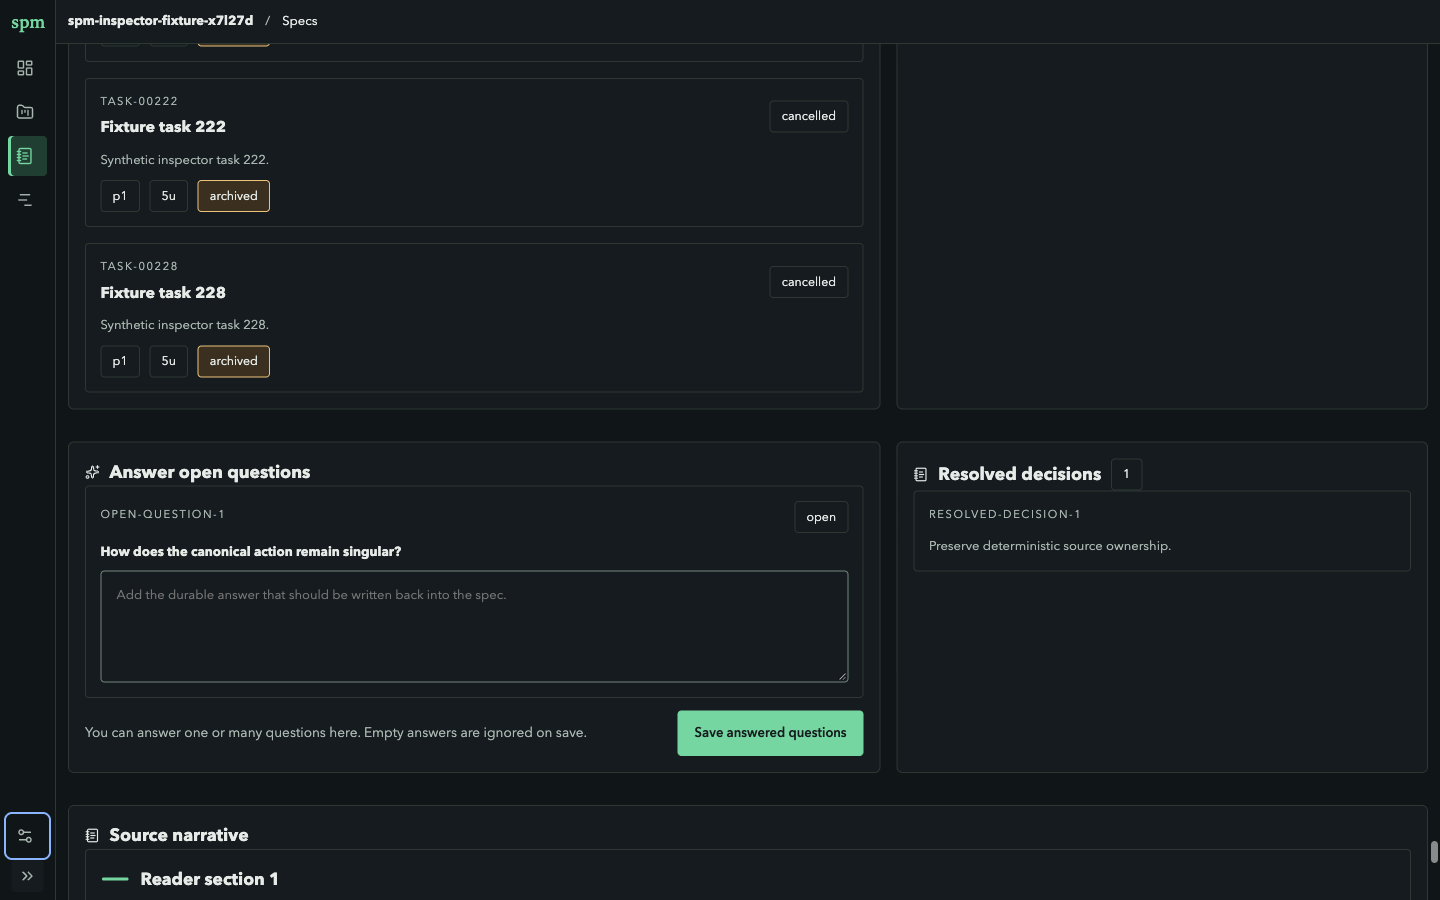 spm
spm-inspector-fixture-x7l27d / Specs
TASK-00222
cancelled
Fixture task 222
Synthetic inspector task 222.
p1 5u archived
TASK-00228
cancelled
Fixture task 228
Synthetic inspector task 228.
p1 5u archived
Answer open questions
OPEN-QUESTION-1
open
How does the canonical action remain singular?
Add the durable answer that should be written back into the spec.
You can answer one or many questions here. Empty answers are ignored on save.
Save answered questions
Resolved decisions 1
RESOLVED-DECISION-1
Preserve deterministic source ownership.
Source narrative
Reader section 1